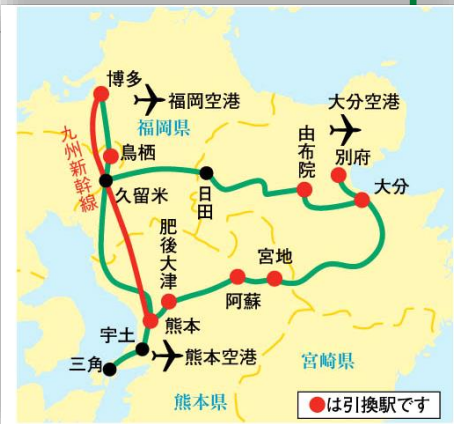 博多
福岡空港
福岡県
大分空港
鳥栖
由布院
別府
九州新幹線
久留米
日田
大分
肥後大津
宮地
阿蘇
熊本
宇土
熊本空港
三角
宮崎県
熊本県
●は引換駅です